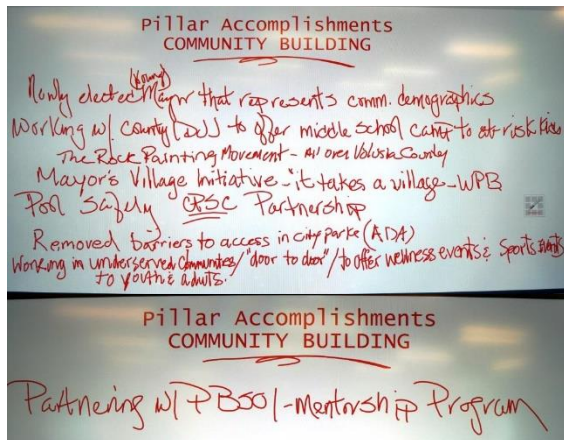 Pillar Accomplishments
COMMUNITY BUILDING
(Young)
Newly elected Mayor that represents comm. demographics
Working w/ County to offer middle school camp to at-risk kids
The Rock Painting Movement - All over Volusia County
Mayor's Village Initiative - "it takes a village - WPB
Pool Safely CPSC Partnership
Removed barriers to access in city parks (ADA)
Working in underserved communities/"door to door"/to offer wellness events & sports events
to youth & adults.
Pillar Accomplishments
COMMUNITY BUILDING
Partnering w/ PBSO/-mentorship Program